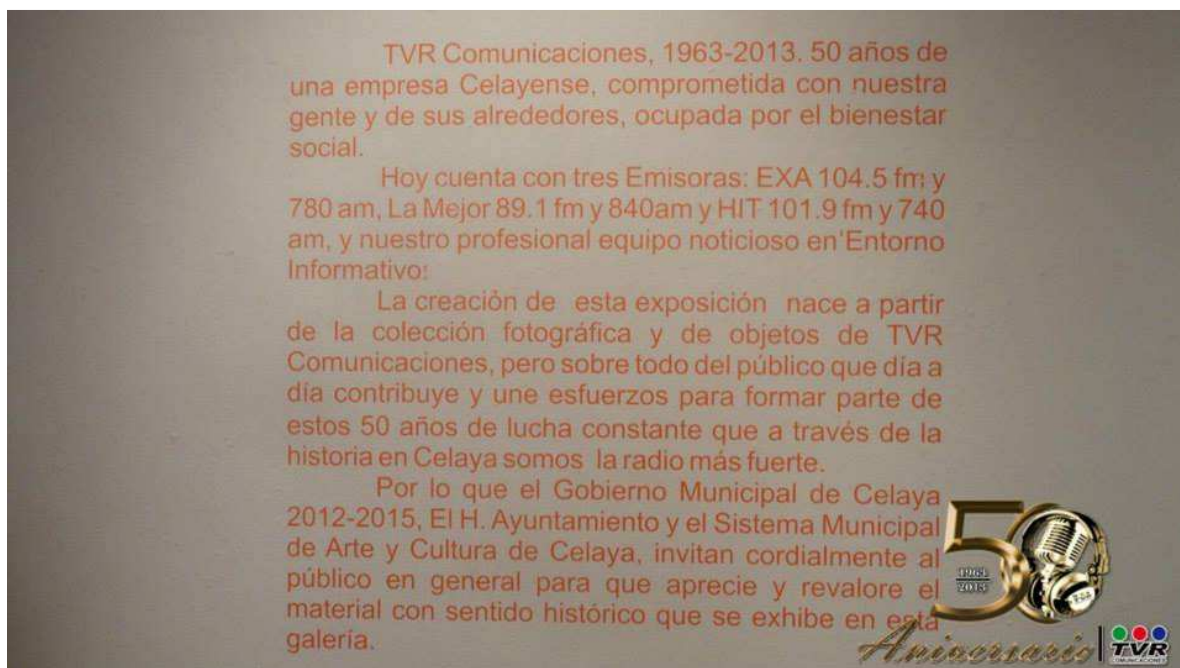 TVR Comunicaciones, 1963-2013. 50 años de
una empresa Celayense, comprometida con nuestra
gente y de sus alrededores, ocupada por el bienestar
social.
Hoy cuenta con tres Emisoras: EXA 104.5 fm y
780 am, La Mejor 89.1 fm y 840am y HIT 101.9 fm y 740
am, y nuestro profesional equipo noticioso en'Entorno
Informativo:
La creación de esta exposición nace a partir
de la colección fotográfica y de objetos de TVR
Comunicaciones, pero sobre todo del público que día a
día contribuye y une esfuerzos para formar parte de
estos 50 años de lucha constante que a través de la
historia en Celaya somos la radio más fuerte.
Por lo que el Gobierno Municipal de Celaya
2012-2015, El H. Ayuntamiento y el Sistema Municipal
de Arte y Cultura de Celaya, invitan cordialmente al
público en general para que aprecie y revalore el
material con sentido histórico que se exhibe en esta
galería.
50
1963
2013
Aniversario
TVR
COMUNICACIONES